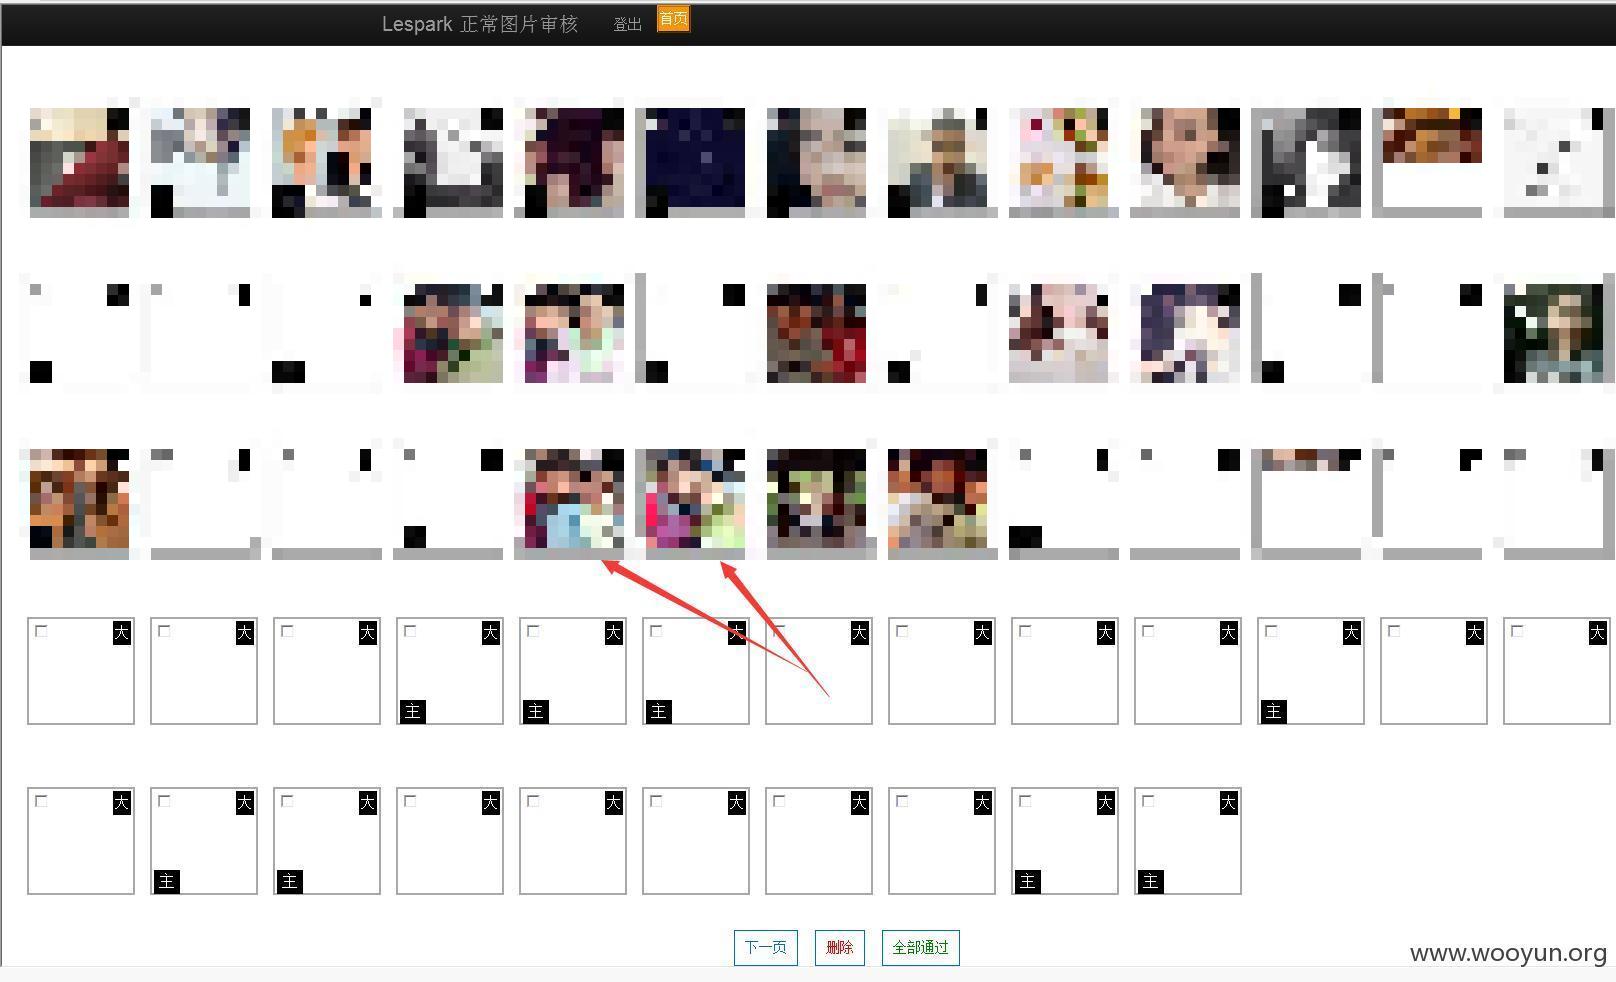 Lespark 正常图片审核 登出 首页
大 大 大 大 大 大 大 大 大 大 大 大 大
主 主 主 主
大 大 大 大 大 大 大 大 大 大
主 主 主 主
下一页 删除 全部通过
www.wooyun.org